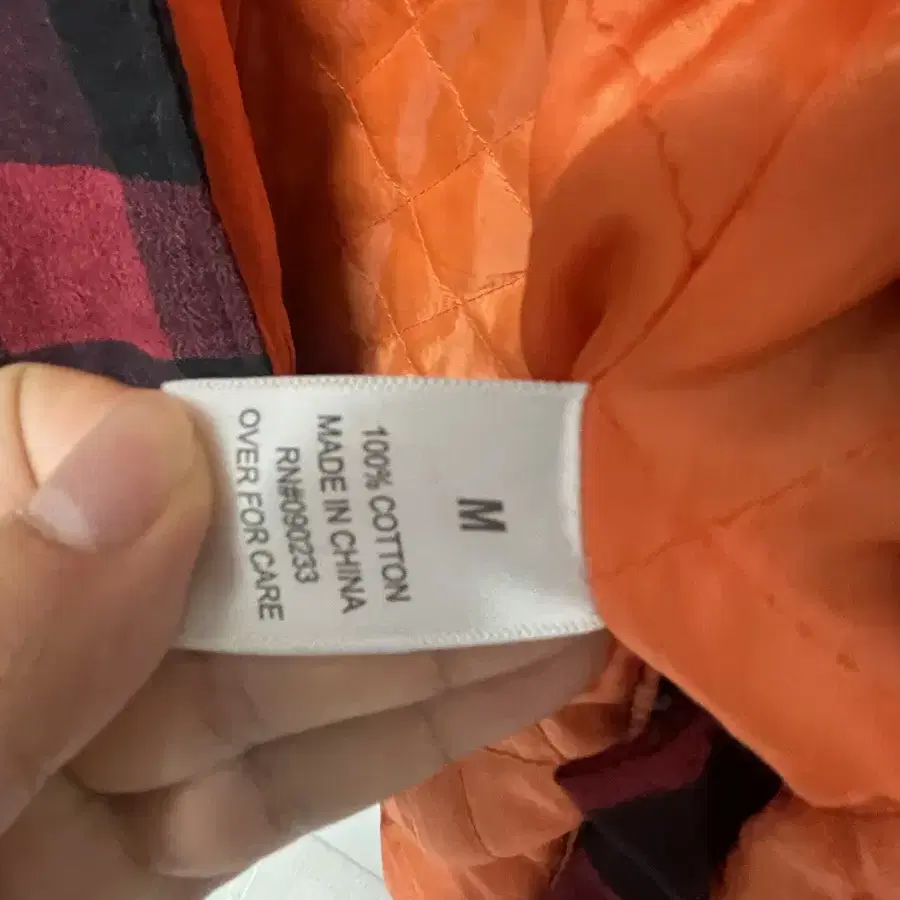 M
100% COTTON
MADE IN CHINA
RN#090233
OVER FOR CARE